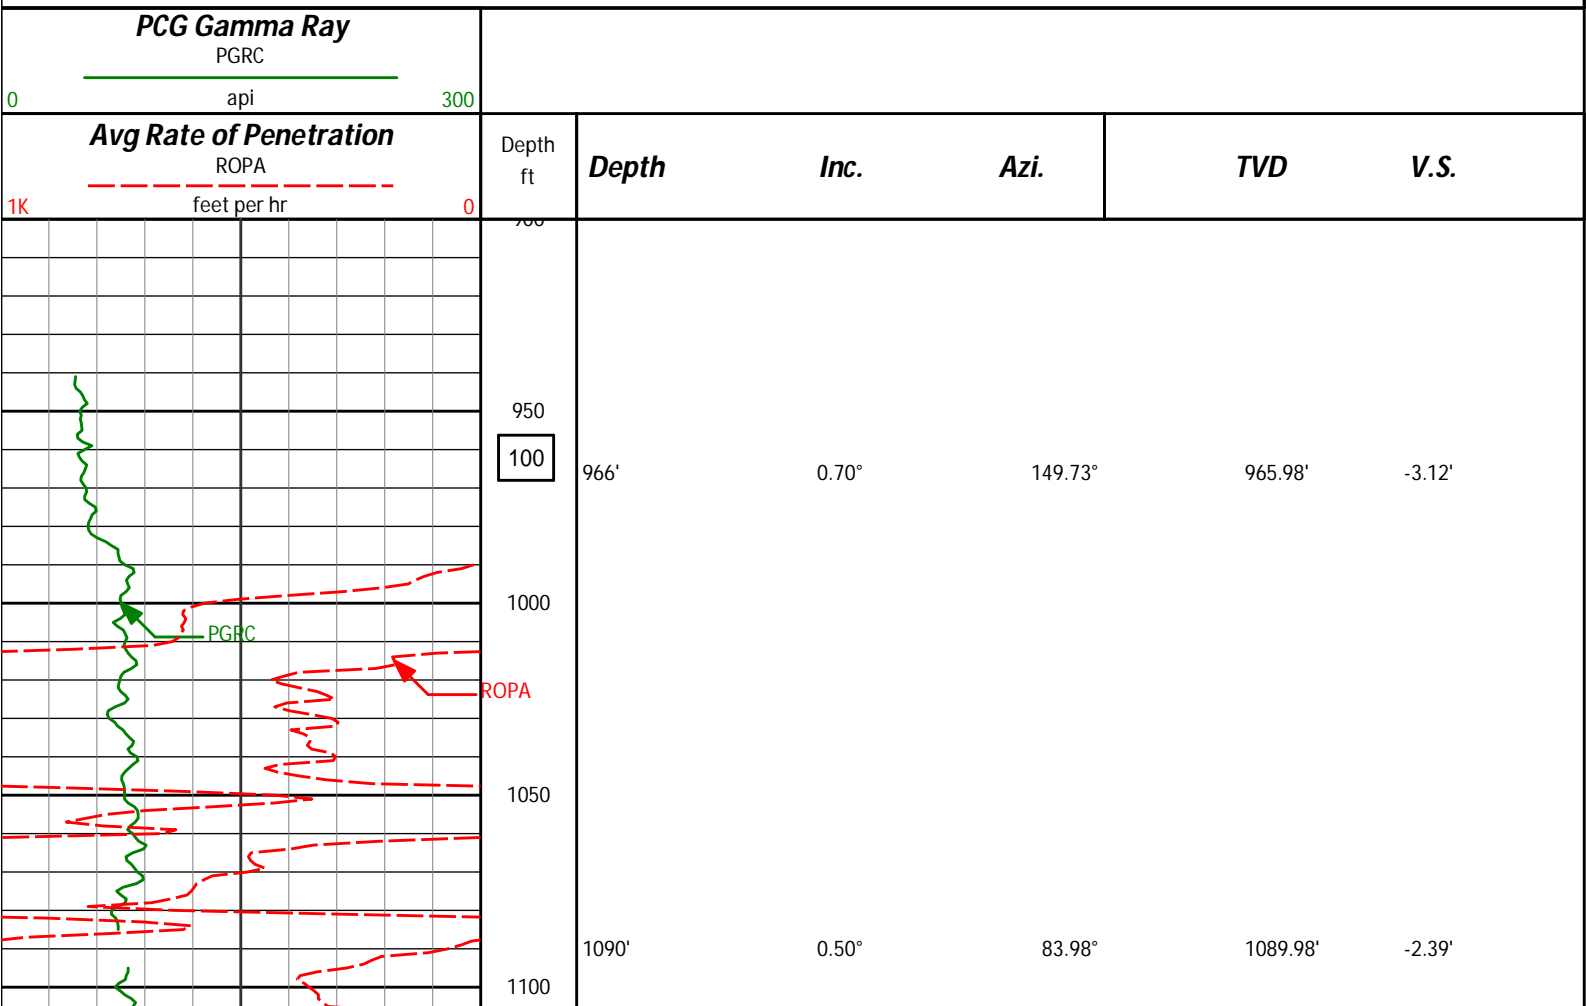 PCG Gamma Ray
PGRC
0 api 300
Avg Rate of Penetration
ROPA
1K feet per hr 0
Depth
ft
Depth Inc. Azi. TVD V.S.
950
100
966' 0.70° 149.73° 965.98' -3.12'
1000
PGRC
ROPA
1050
1090' 0.50° 83.98° 1089.98' -2.39'
1100